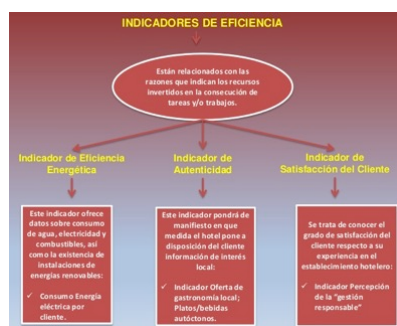 INDICADORES DE EFICIENCIA
Están relacionados con las
razones que indican los recursos
invertidos en la consecución de
tareas y/o trabajos.
Indicador de Eficiencia
Energética
Este indicador ofrece
datos sobre consumo
de agua, electricidad y
combustibles, así
como la existencia de
instalaciones de
energías renovables:
✓ Consumo Energía
eléctrica por
cliente.
Indicador de
Autenticidad
Este indicador pondrá de
manifiesto en que
medida el hotel pone a
disposición del cliente
información de interés
local:
✓ Indicador Oferta de
gastronomía local;
Platos/bebidas
autóctonos.
Indicador de
Satisfacción del Cliente
Se trata de conocer el
grado de satisfacción del
cliente respecto a su
experiencia en el
establecimiento hotelero:
✓ Indicador Percepción
de la “gestión
responsable”